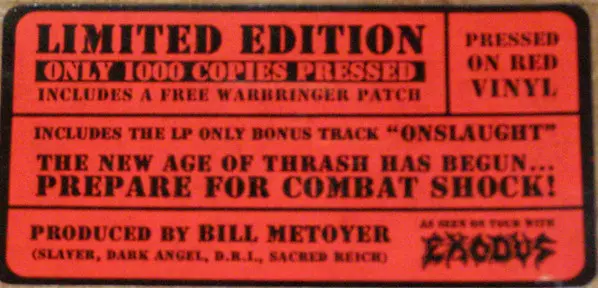 LIMITED EDITION
ONLY 1000 COPIES PRESSED
INCLUDES A FREE WARBRINGER PATCH
PRESSED
ON RED
VINYL
INCLUDES THE LP ONLY BONUS TRACK “ONSLAUGHT”
THE NEW AGE OF THRASH HAS BEGUN...
PREPARE FOR COMBAT SHOCK!
PRODUCED BY BILL METOYER
(SLAYER, DARK ANGEL, D.R.I., SACRED REICH)
AS SEEN ON TOUR WITH
EXODUS